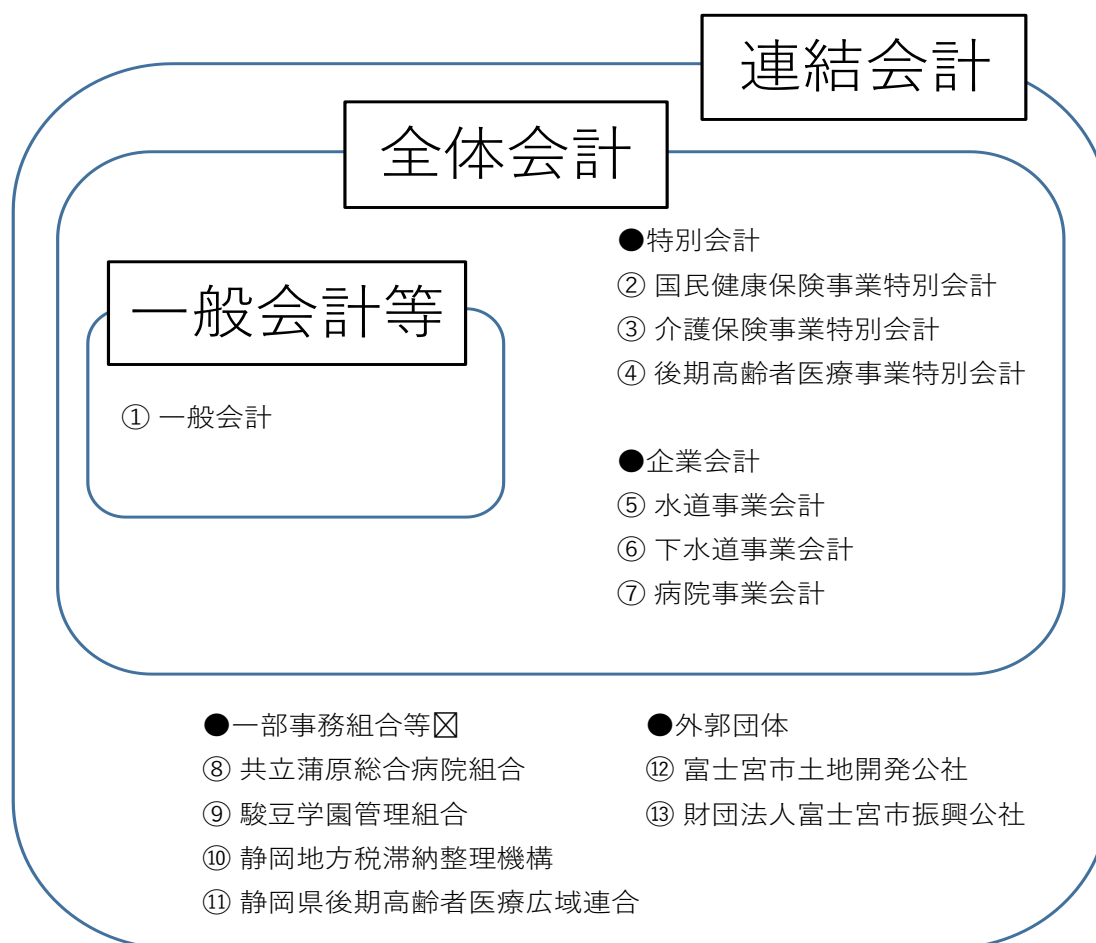 連結会計
全体会計
一般会計等
① 一般会計
●特別会計
② 国民健康保険事業特別会計
③ 介護保険事業特別会計
④ 後期高齢者医療事業特別会計
●企業会計
⑤ 水道事業会計
⑥ 下水道事業会計
⑦ 病院事業会計
●一部事務組合等☒
⑧ 共立蒲原総合病院組合
⑨ 駿豆学園管理組合
⑩ 静岡地方税滞納整理機構
⑪ 静岡県後期高齢者医療広域連合
●外郭団体
⑫ 富士宮市土地開発公社
⑬ 財団法人富士宮市振興公社